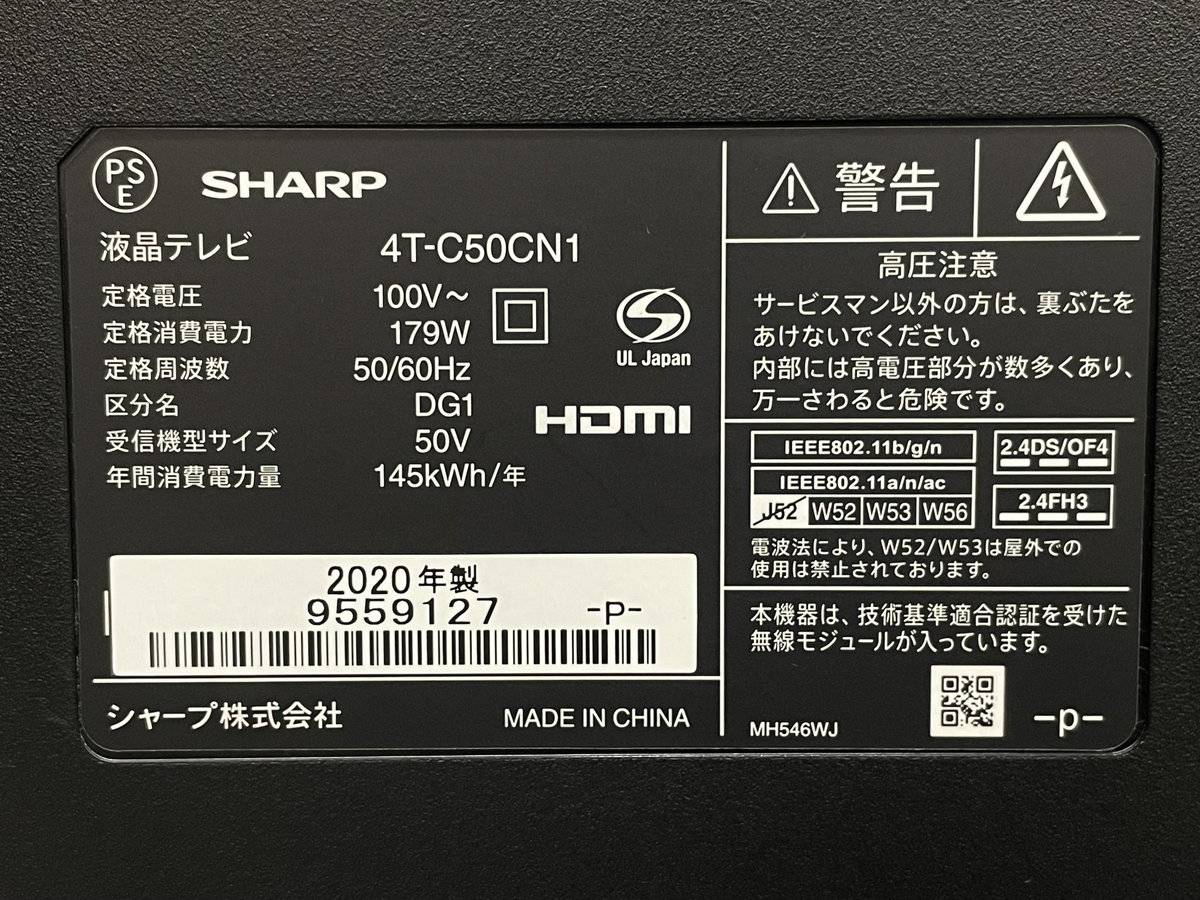 PS
E
SHARP
液晶テレビ 4T-C50CN1
定格電圧 100V～
定格消費電力 179W
定格周波数 50/60Hz
区分名 DG1
受信機型サイズ 50V
年間消費電力量 145kWh/年
UL Japan
HDMI
2020年製
9559127 -P-
シャープ株式会社 MADE IN CHINA
警告
高圧注意
サービスマン以外の方は、裏ぶたを
あけないでください。
内部には高電圧部分が数多くあり、
万一さわると危険です。
IEEE802.11b/g/n
IEEE802.11a/n/ac
J52 W52 W53 W56
2.4DS/OF4
2.4FH3
電波法により、W52/W53は屋外での
使用は禁止されております。
本機器は、技術基準適合認証を受けた
無線モジュールが入っています。
MH546WJ -p-